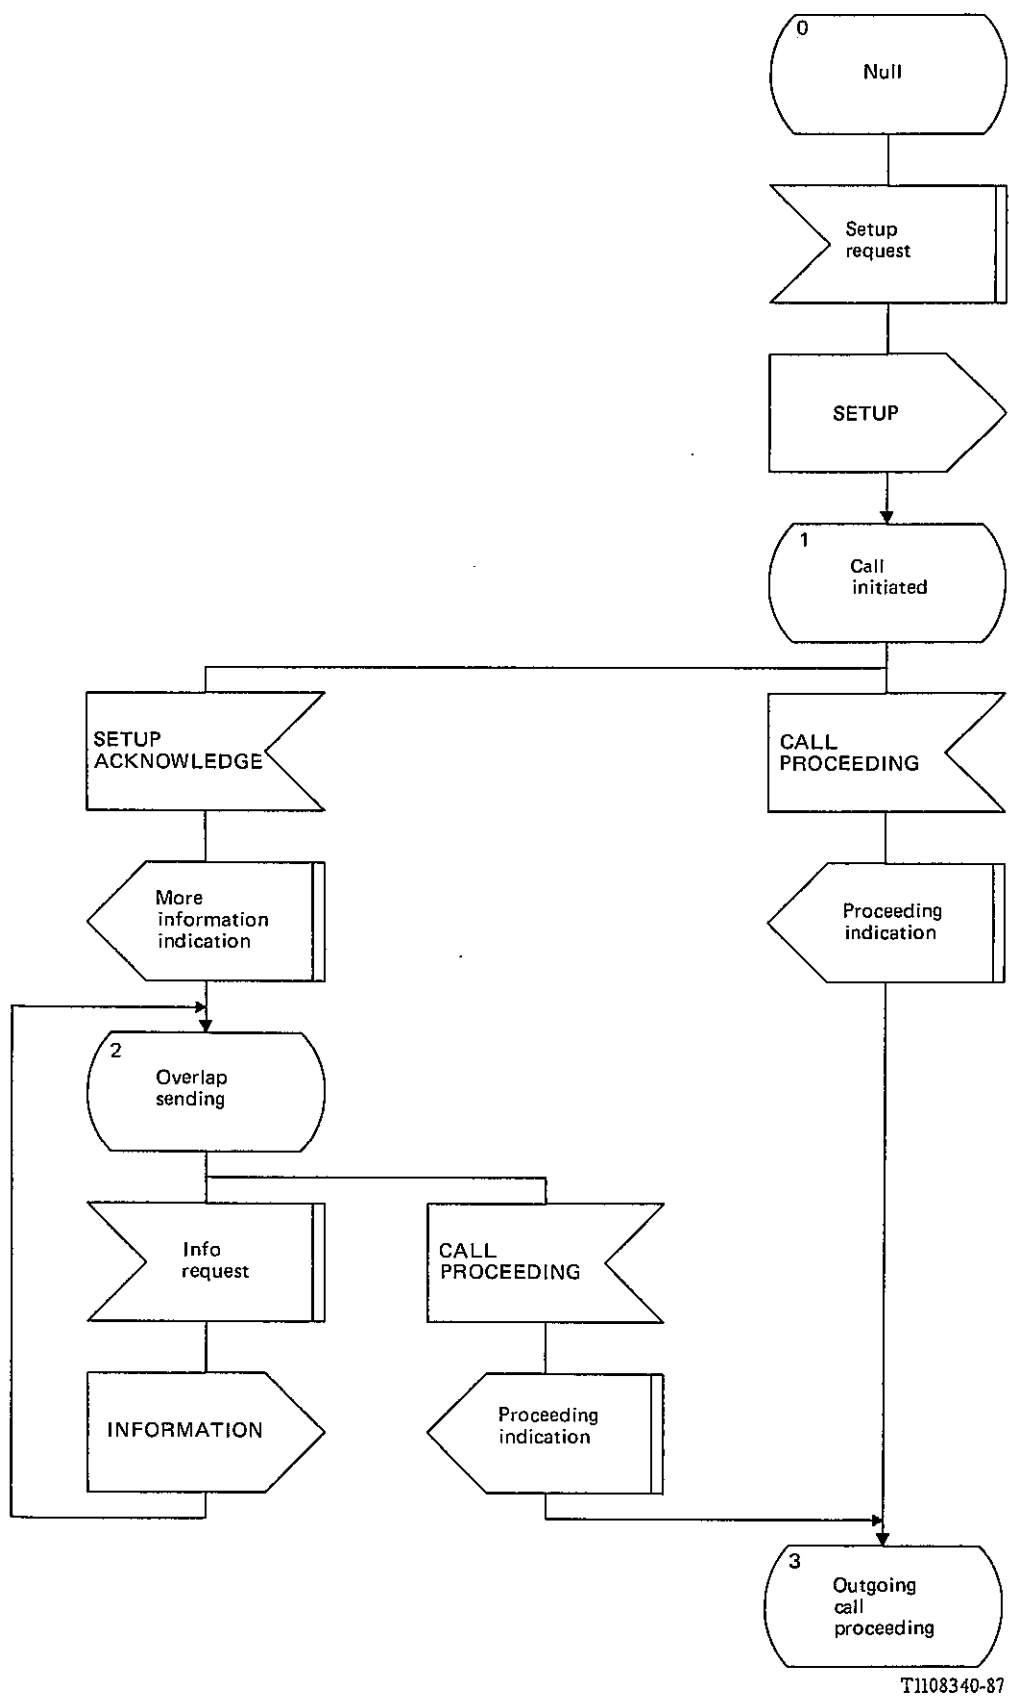 0
Null
Setup
request
SETUP
1
Call
initiated
SETUP
ACKNOWLEDGE
CALL
PROCEEDING
More
information
indication
Proceeding
indication
2
Overlap
sending
Info
request
CALL
PROCEEDING
INFORMATION
Proceeding
indication
3
Outgoing
call
proceeding
T1108340-87